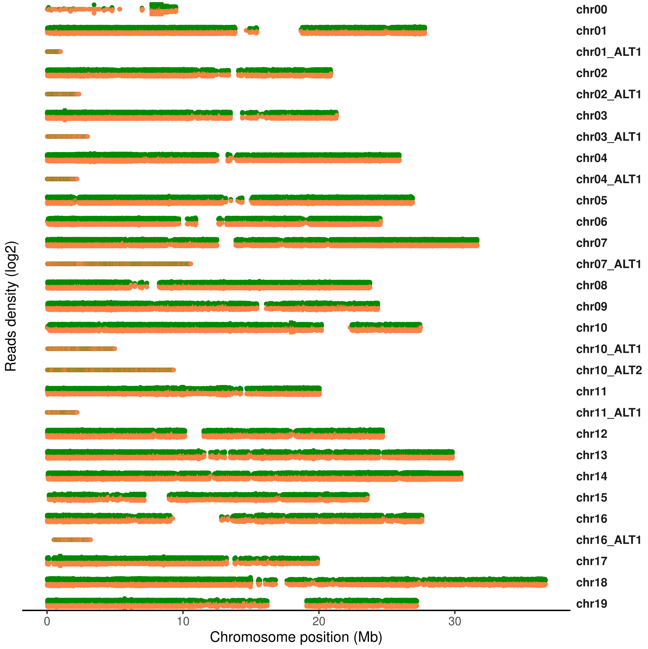 chr00
chr01
chr01_ALT1
chr02
chr02_ALT1
chr03
chr03_ALT1
chr04
chr04_ALT1
chr05
chr06
chr07
chr07_ALT1
chr08
chr09
chr10
chr10_ALT1
chr10_ALT2
chr11
chr11_ALT1
chr12
chr13
chr14
chr15
chr16
chr16_ALT1
chr17
chr18
chr19
Reads density (log2)
0 10 20 30
Chromosome position (Mb)